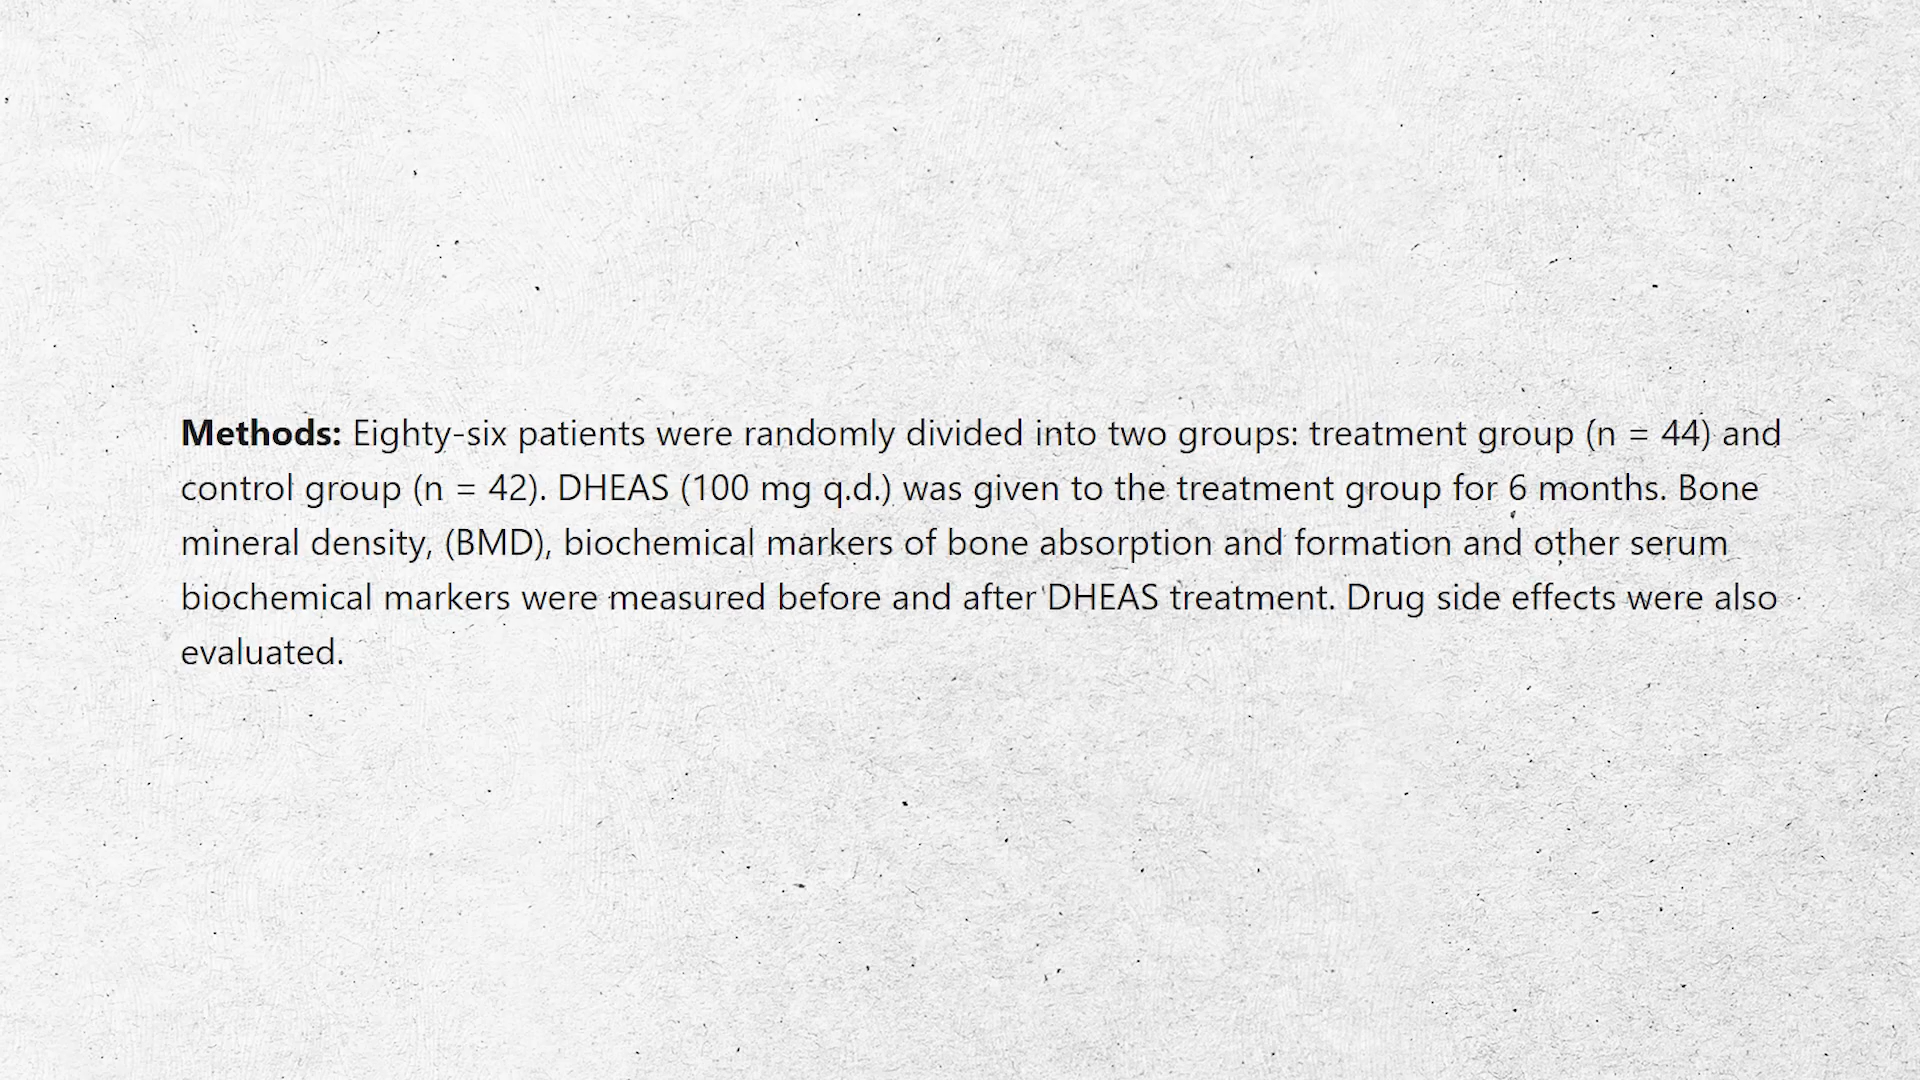 Methods: Eighty-six patients were randomly divided into two groups: treatment group (n = 44) and
control group (n = 42). DHEAS (100 mg q.d.) was given to the treatment group for 6 months. Bone
mineral density, (BMD), biochemical markers of bone absorption and formation and other serum
biochemical markers were measured before and after DHEAS treatment. Drug side effects were also
evaluated.